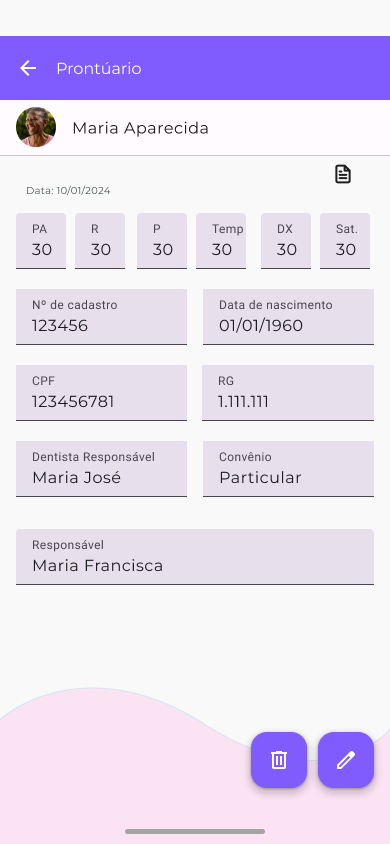 Prontúario
Maria Aparecida
Data: 10/01/2024
PA R P Temp DX Sat.
30 30 30 30 30 30
Nº de cadastro Data de nascimento
123456 01/01/1960
CPF RG
123456781 1.111.111
Dentista Responsável Convênio
Maria José Particular
Responsável
Maria Francisca